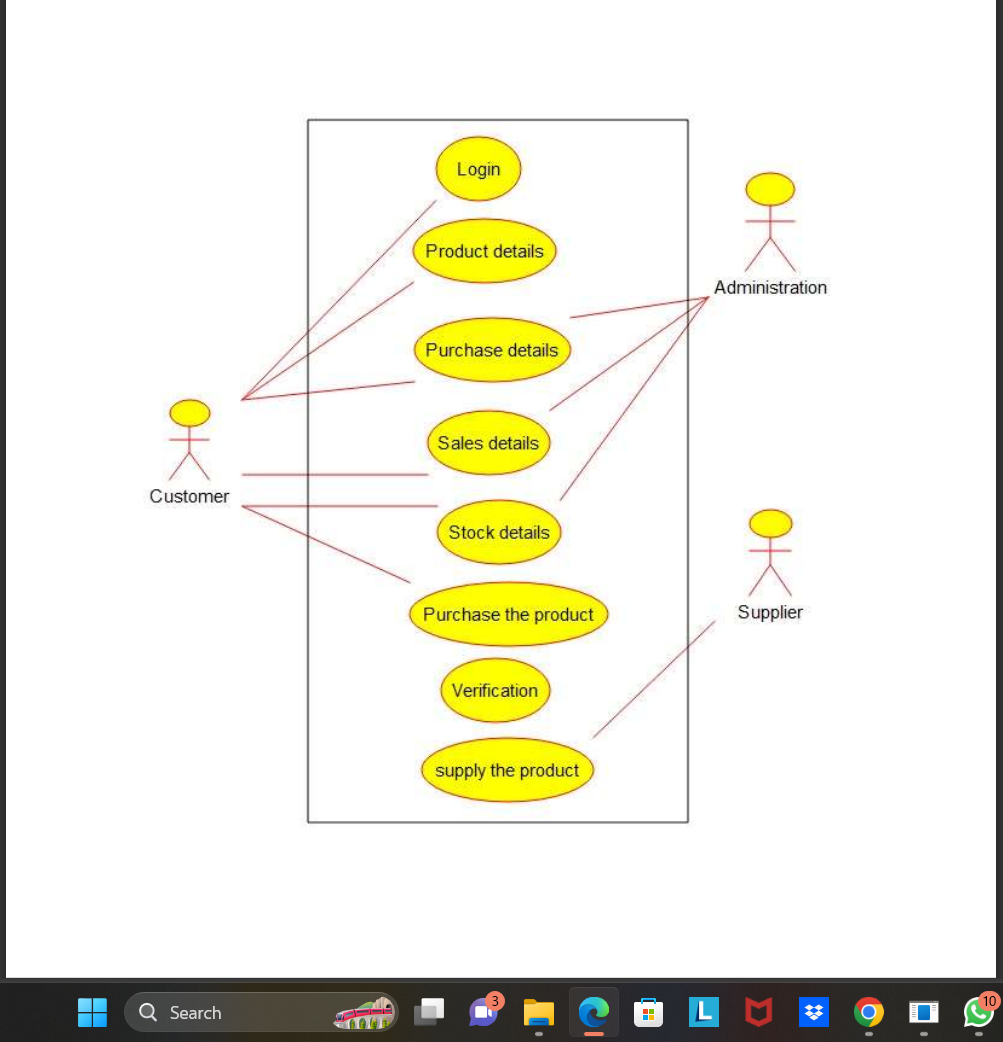 Login
Product details
Administration
Purchase details
Sales details
Customer
Stock details
Purchase the product
Supplier
Verification
supply the product
Search
3
L
10